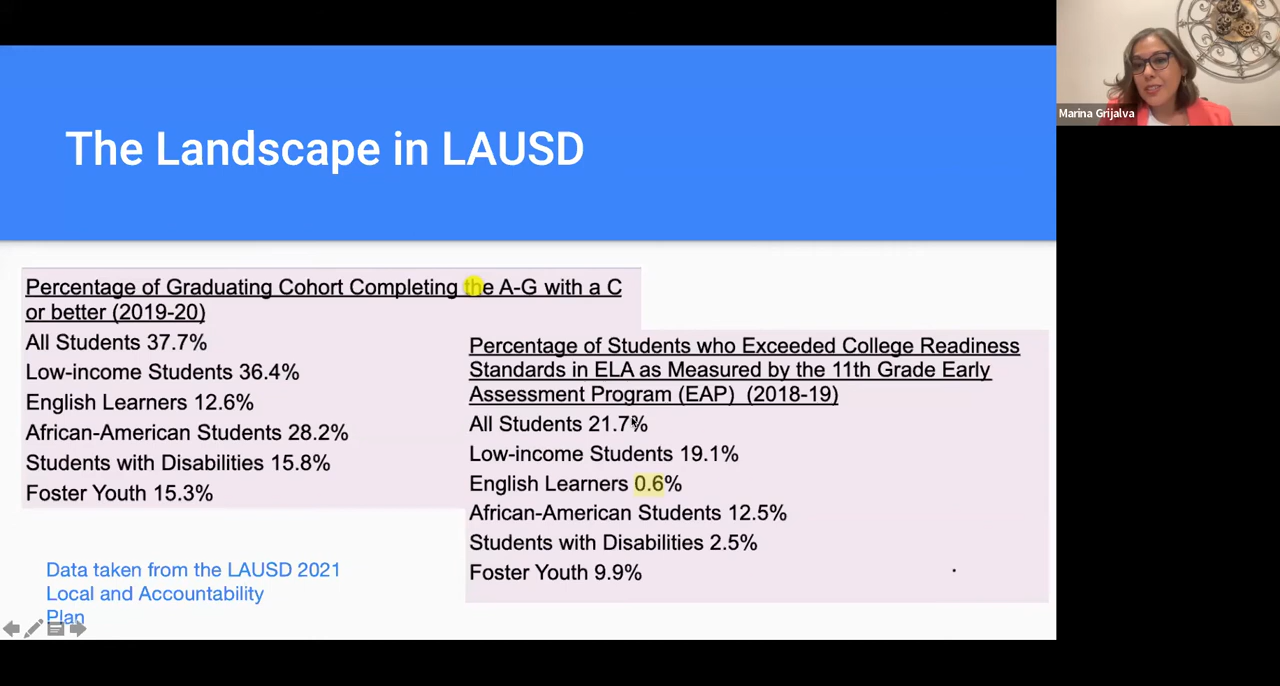 The Landscape in LAUSD
Marina Grijalva
Percentage of Graduating Cohort Completing the A-G with a C
or better (2019-20)
All Students 37.7%
Low-income Students 36.4%
English Learners 12.6%
African-American Students 28.2%
Students with Disabilities 15.8%
Foster Youth 15.3%
Percentage of Students who Exceeded College Readiness
Standards in ELA as Measured by the 11th Grade Early
Assessment Program (EAP) (2018-19)
All Students 21.7%
Low-income Students 19.1%
English Learners 0.6%
African-American Students 12.5%
Students with Disabilities 2.5%
Foster Youth 9.9%
Data taken from the LAUSD 2021
Local and Accountability
Plan